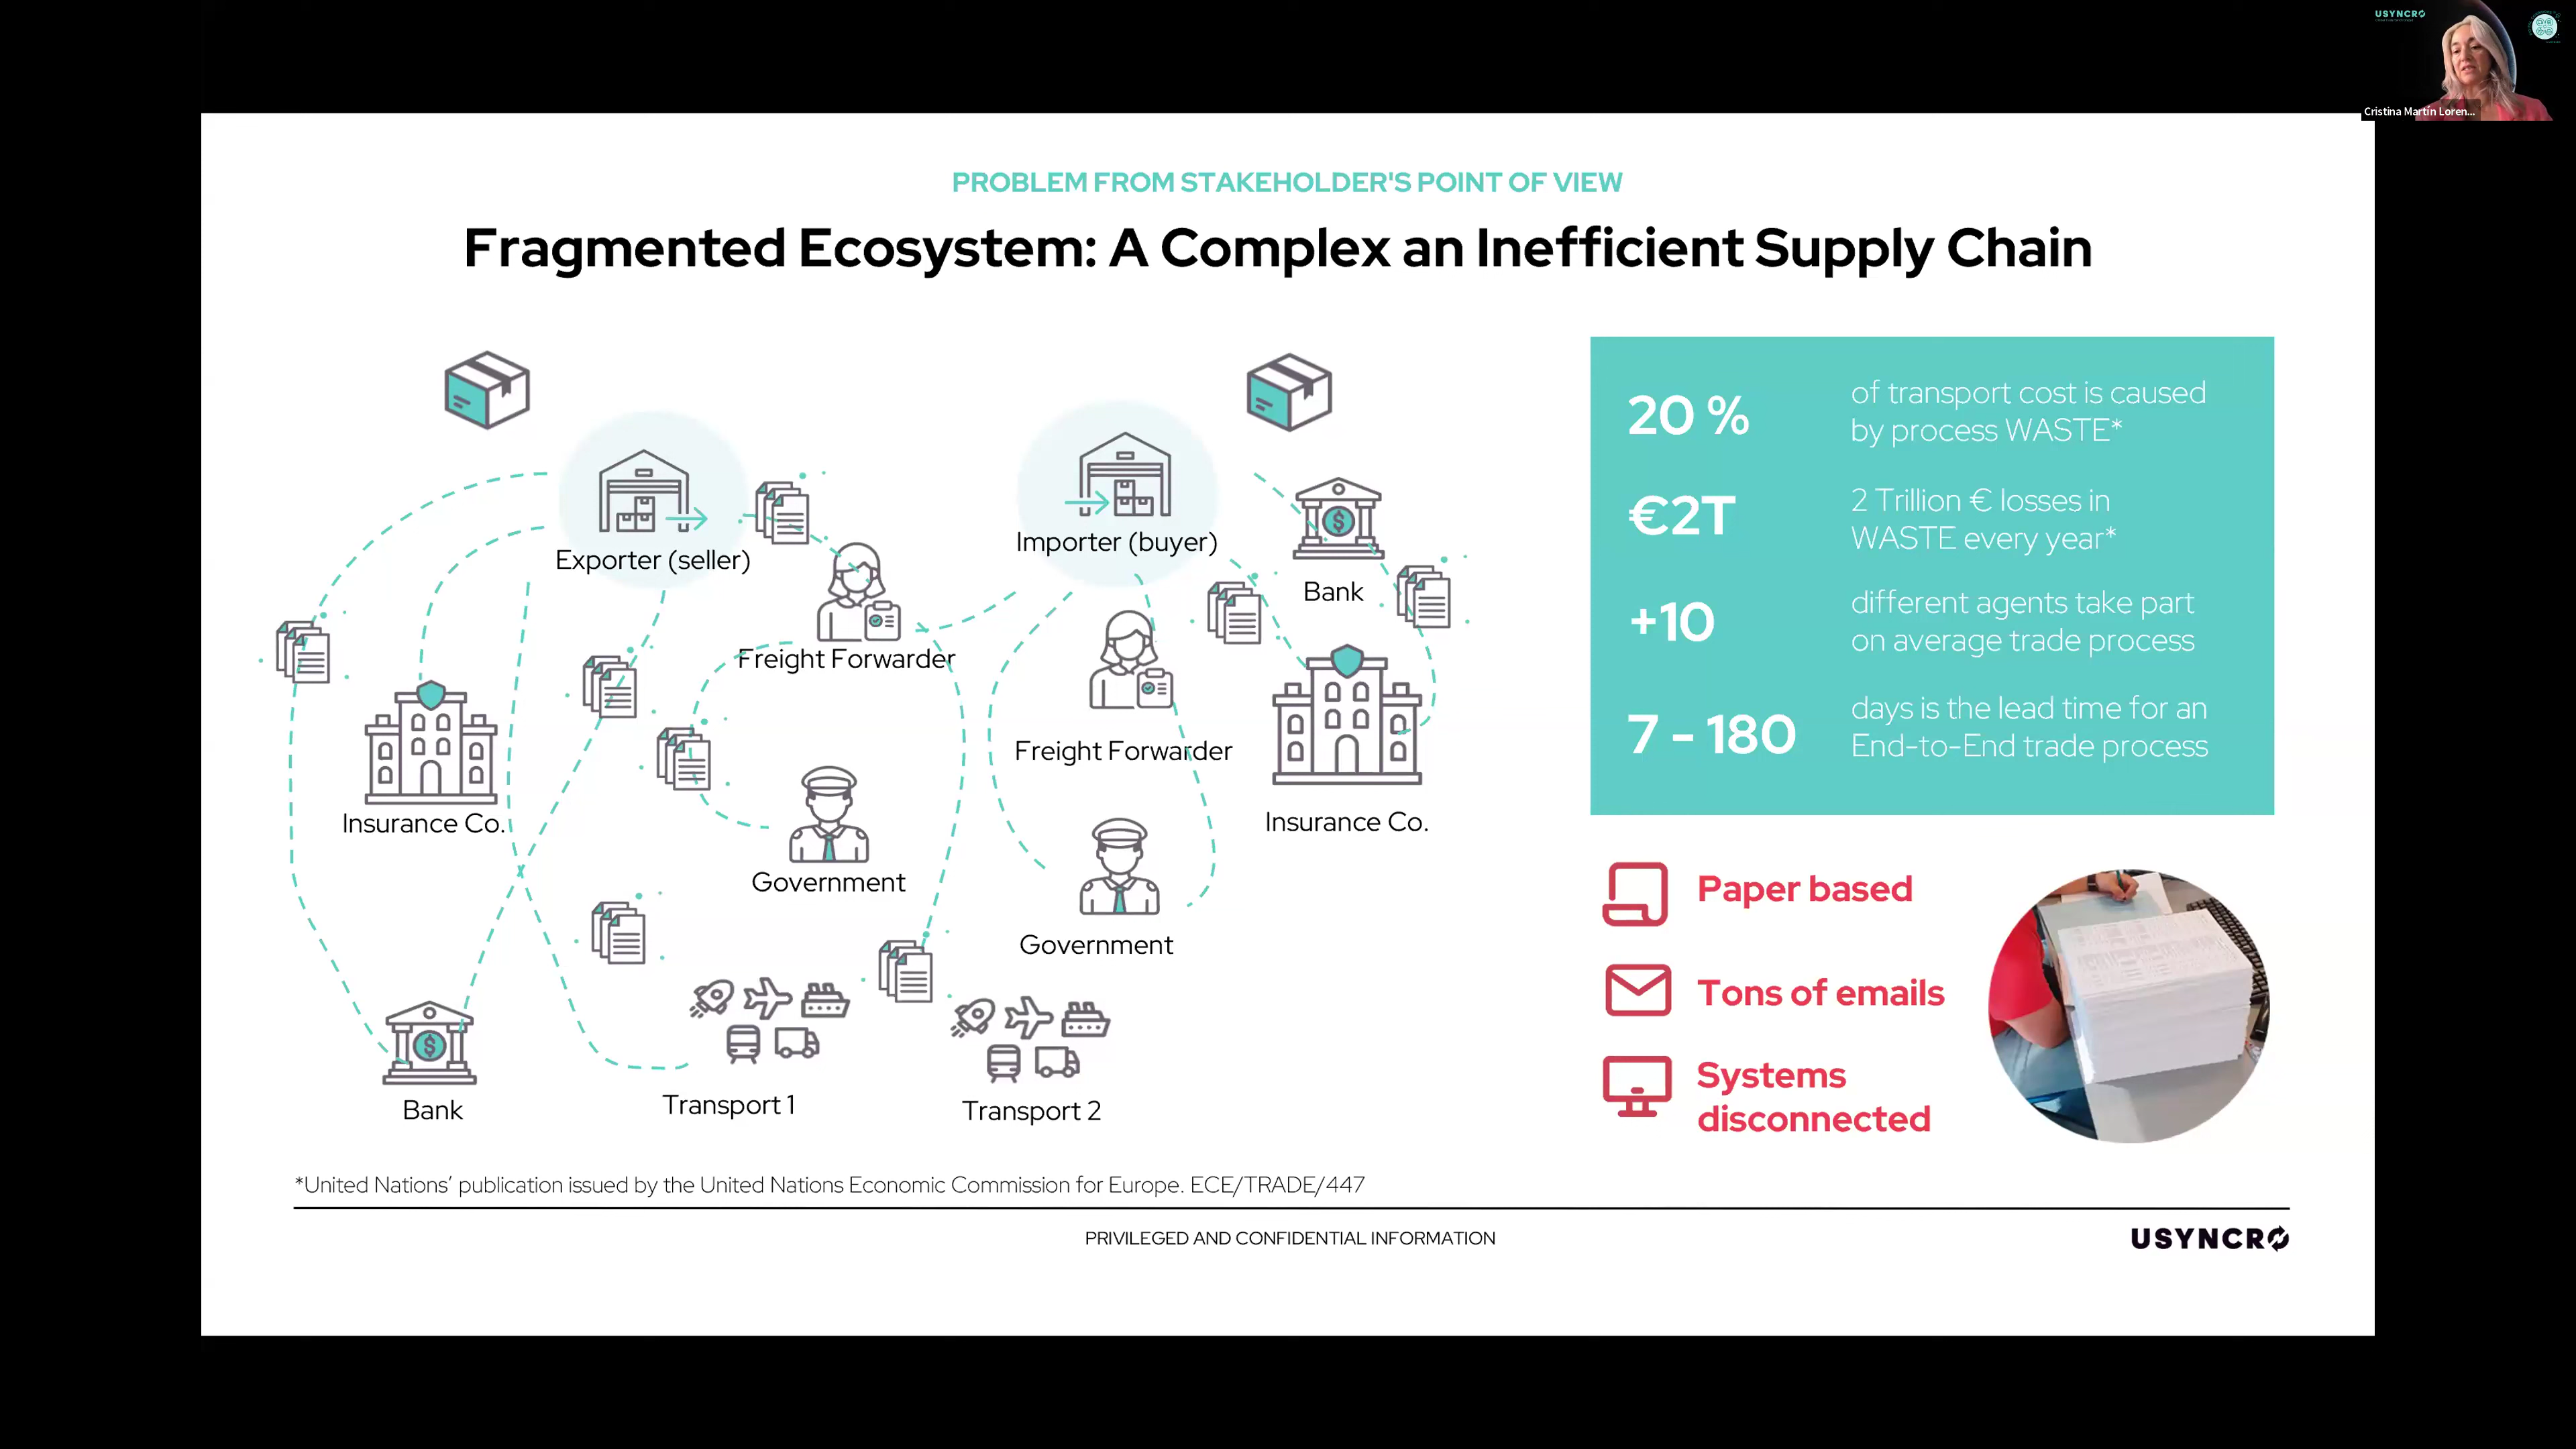 USYNCRO
Cristina Martín Loren...
PROBLEM FROM STAKEHOLDER'S POINT OF VIEW
Fragmented Ecosystem: A Complex an Inefficient Supply Chain
Exporter (seller)
Importer (buyer)
Bank
Freight Forwarder
Freight Forwarder
Insurance Co.
Insurance Co.
Government
Government
Bank
Transport 1
Transport 2
20 %
of transport cost is caused
by process WASTE*
€2T
2 Trillion € losses in
WASTE every year*
+10
different agents take part
on average trade process
7 - 180
days is the lead time for an
End-to-End trade process
Paper based
Tons of emails
Systems
disconnected
*United Nations' publication issued by the United Nations Economic Commission for Europe. ECE/TRADE/447
PRIVILEGED AND CONFIDENTIAL INFORMATION
USYNCRO